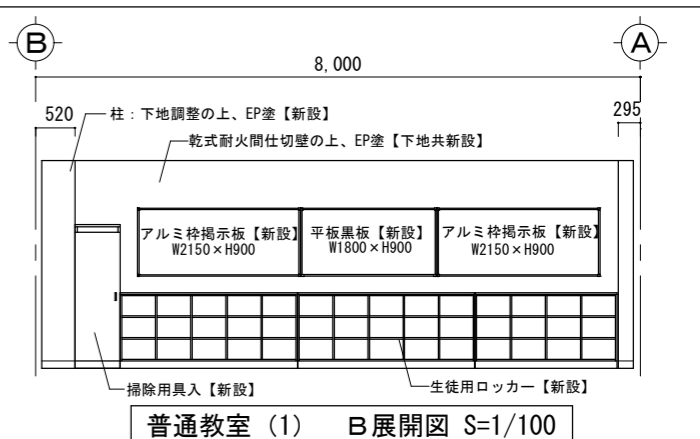 B
A
8,000
520
295
柱：下地調整の上、EP塗【新設】
乾式耐火間仕切壁の上、EP塗【下地共新設】
アルミ枠掲示板【新設】
W2150×H900
平板黒板【新設】
W1800×H900
アルミ枠掲示板【新設】
W2150×H900
掃除用具入【新設】
生徒用ロッカー【新設】
普通教室（1） B展開図 S=1/100